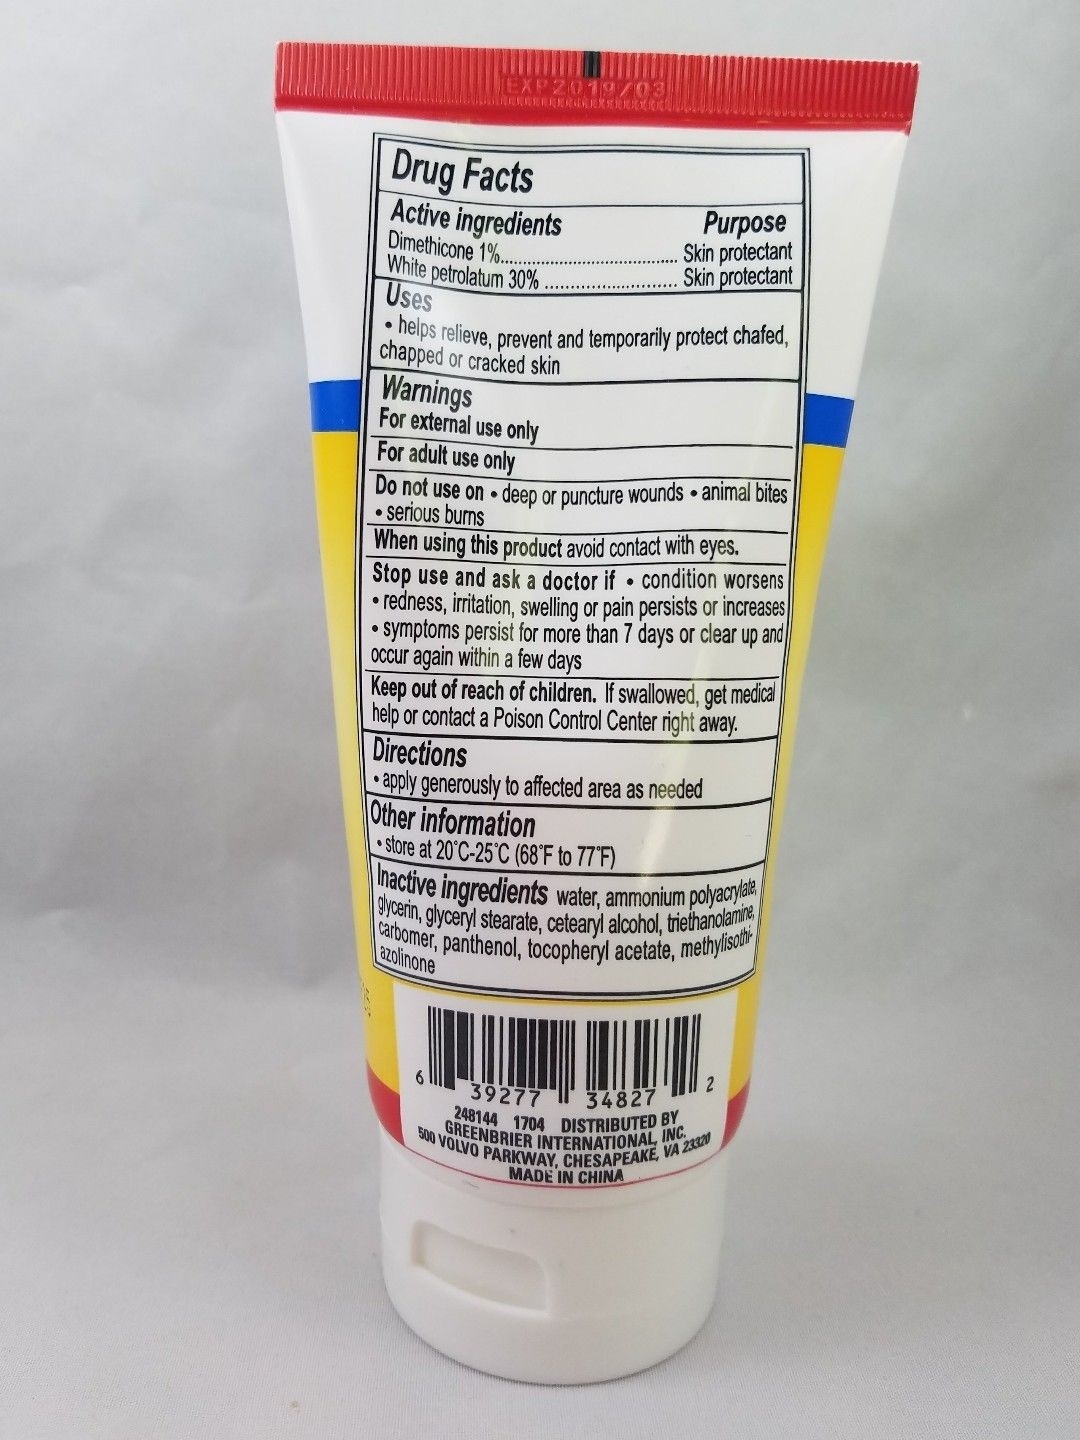 EXP2019/03
Drug Facts
Active ingredients Purpose
Dimethicone 1%........................................ Skin protectant
White petrolatum 30% ............................ Skin protectant
Uses
• helps relieve, prevent and temporarily protect chafed,
chapped or cracked skin
Warnings
For external use only
For adult use only
Do not use on • deep or puncture wounds • animal bites
• serious burns
When using this product avoid contact with eyes.
Stop use and ask a doctor if • condition worsens
• redness, irritation, swelling or pain persists or increases
• symptoms persist for more than 7 days or clear up and
occur again within a few days
Keep out of reach of children. If swallowed, get medical
help or contact a Poison Control Center right away.
Directions
• apply generously to affected area as needed
Other information
• store at 20°C-25°C (68°F to 77°F)
Inactive ingredients water, ammonium polyacrylate,
glycerin, glyceryl stearate, cetearyl alcohol, triethanolamine,
carbomer, panthenol, tocopheryl acetate, methylisothi-
azolinone
6 39277 34827 2
248144 1704 DISTRIBUTED BY
GREENBRIER INTERNATIONAL, INC.
500 VOLVO PARKWAY, CHESAPEAKE, VA 23320
MADE IN CHINA